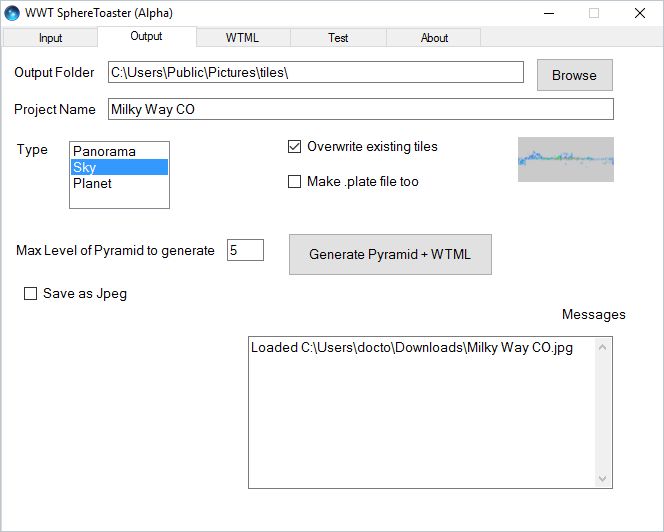 WWT SphereToaster (Alpha)
Input Output WTML Test About
Output Folder C:\Users\Public\Pictures\tiles\ Browse
Project Name Milky Way CO
Type Panorama
Sky
Planet
Overwrite existing tiles
Make .plate file too
Max Level of Pyramid to generate 5 Generate Pyramid + WTML
Save as Jpeg
Messages
Loaded C:\Users\docto\Downloads\Milky Way CO.jpg